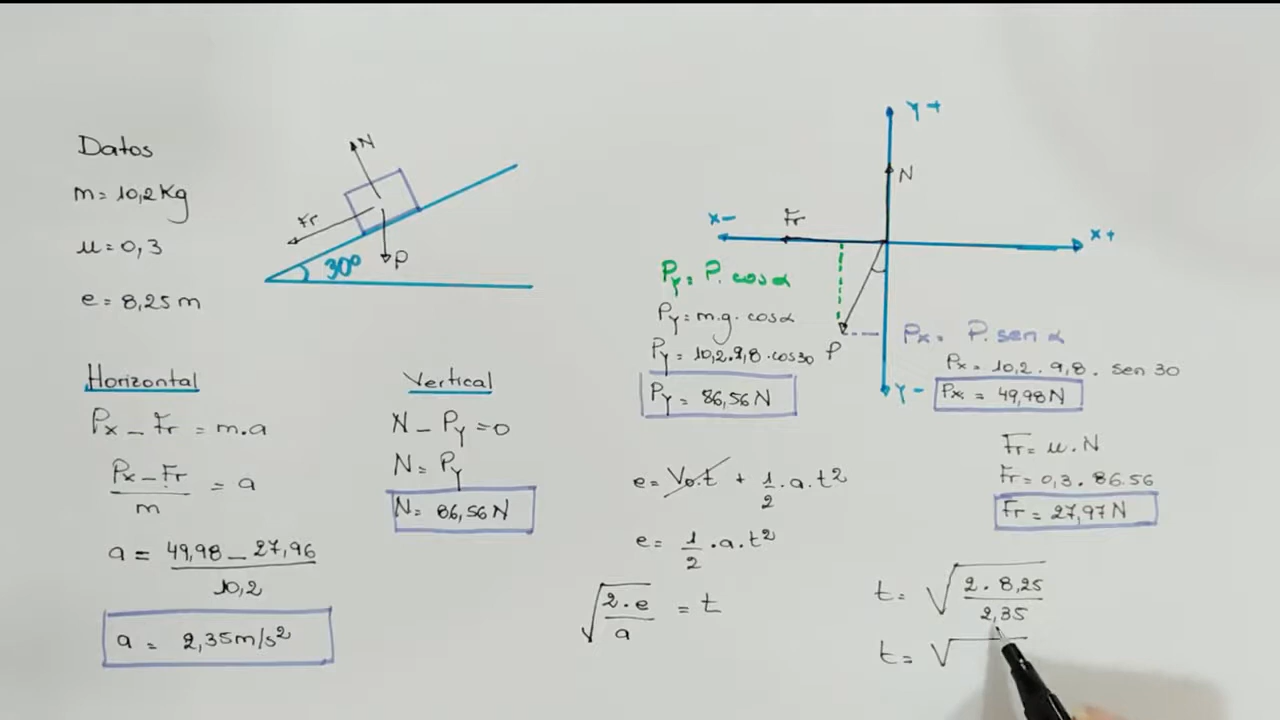 Datos
m= 10,2 Kg
μ= 0,3
e= 8,25 m
N
Fr
P
30º
Y+
N
X-
Fr
X+
P
Y-
Py= P. cos α
Py= m.g. cos α
Py= 10,2.9,8.cos30
Py= 86,56 N
Px= P. sen α
Px= 10,2. 9,8. sen 30
Px= 49,98N
Horizontal
Px - Fr = m.a
Px - Fr / m = a
a = 49,98 - 27,96 / 10,2
a = 2,35 m/s²
Vertical
N - Py = 0
N = Py
N= 86,56 N
e= Vo.t + 1/2 .a.t²
e= 1/2 .a.t²
√2.e/a = t
Fr= μ.N
Fr= 0,3. 86.56
Fr= 27,97 N
t= √2. 8,25/2,35
t= √